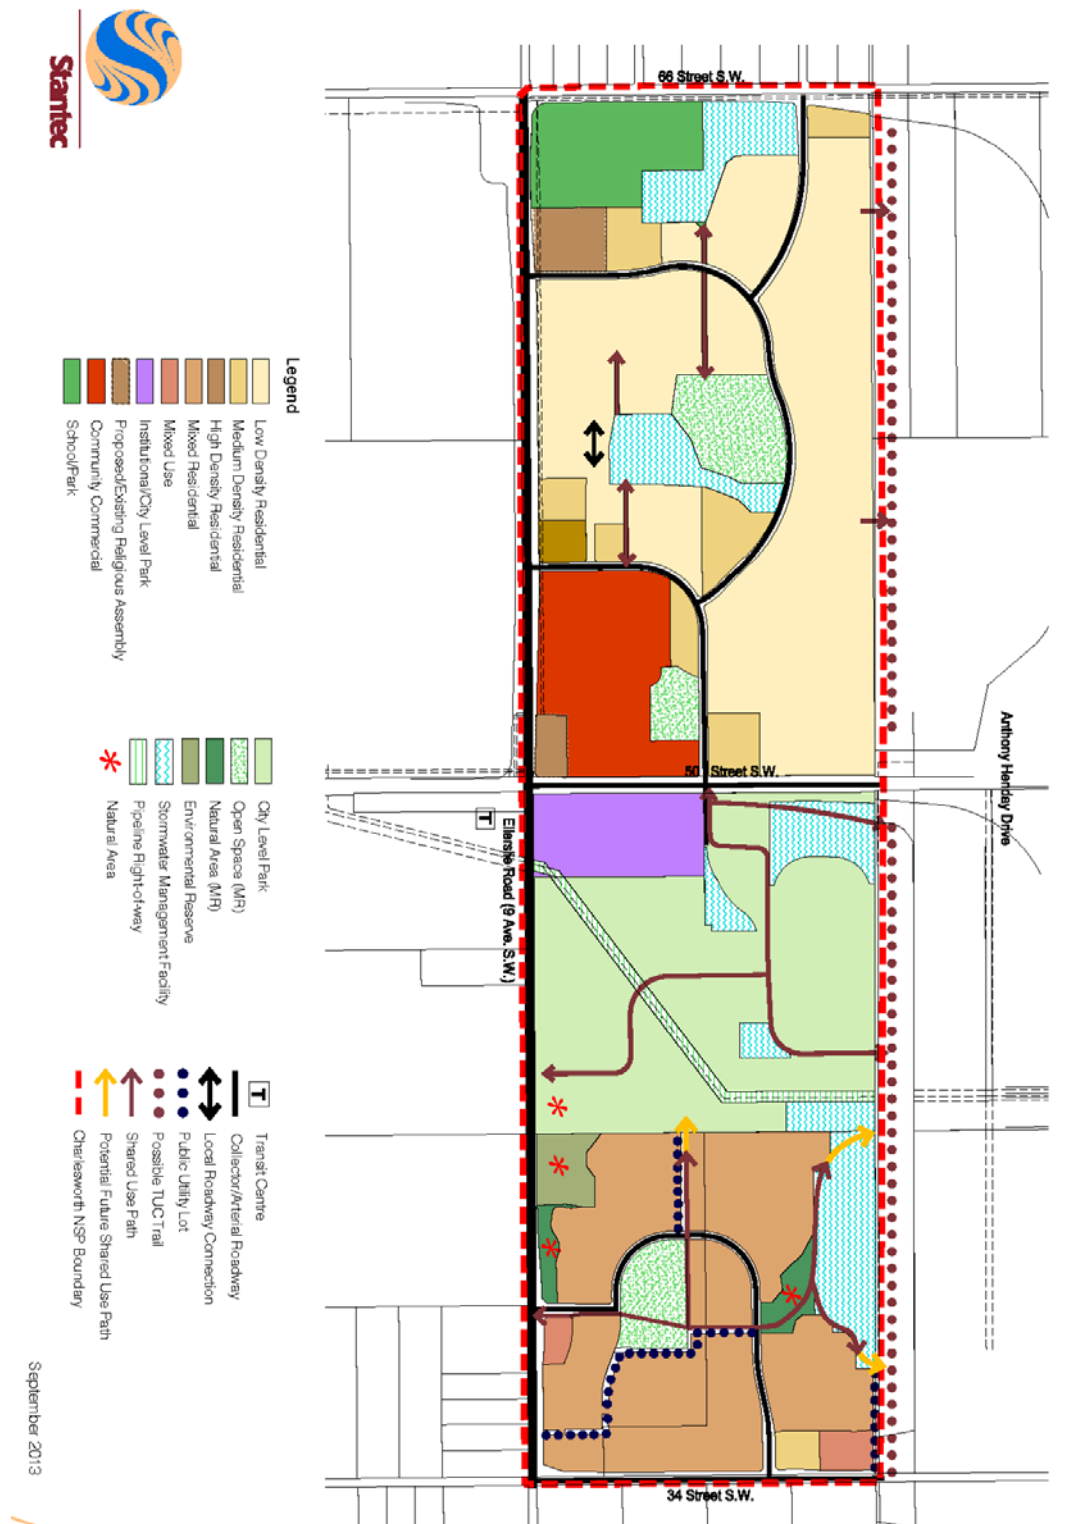 Stantec
66 Street S.W.
Anthony Henday Drive
50 Street S.W.
T
Ellerslie Road (9 Ave. S.W.)
34 Street S.W.
Legend
Low Density Residential
Medium Density Residential
High Density Residential
Mixed Residential
Mixed Use
Institutional/City Level Park
Proposed/Existing Religious Assembly
Community Commercial
School/Park
City Level Park
Open Space (MR)
Natural Area (MR)
Environmental Reserve
Stormwater Management Facility
Pipeline Right-of-way
Natural Area
T
Transit Centre
Collector/Arterial Roadway
Local Roadway Connection
Public Utility Lot
Possible TUC Trail
Shared Use Path
Potential Future Shared Use Path
Charlesworth NSP Boundary
September 2013